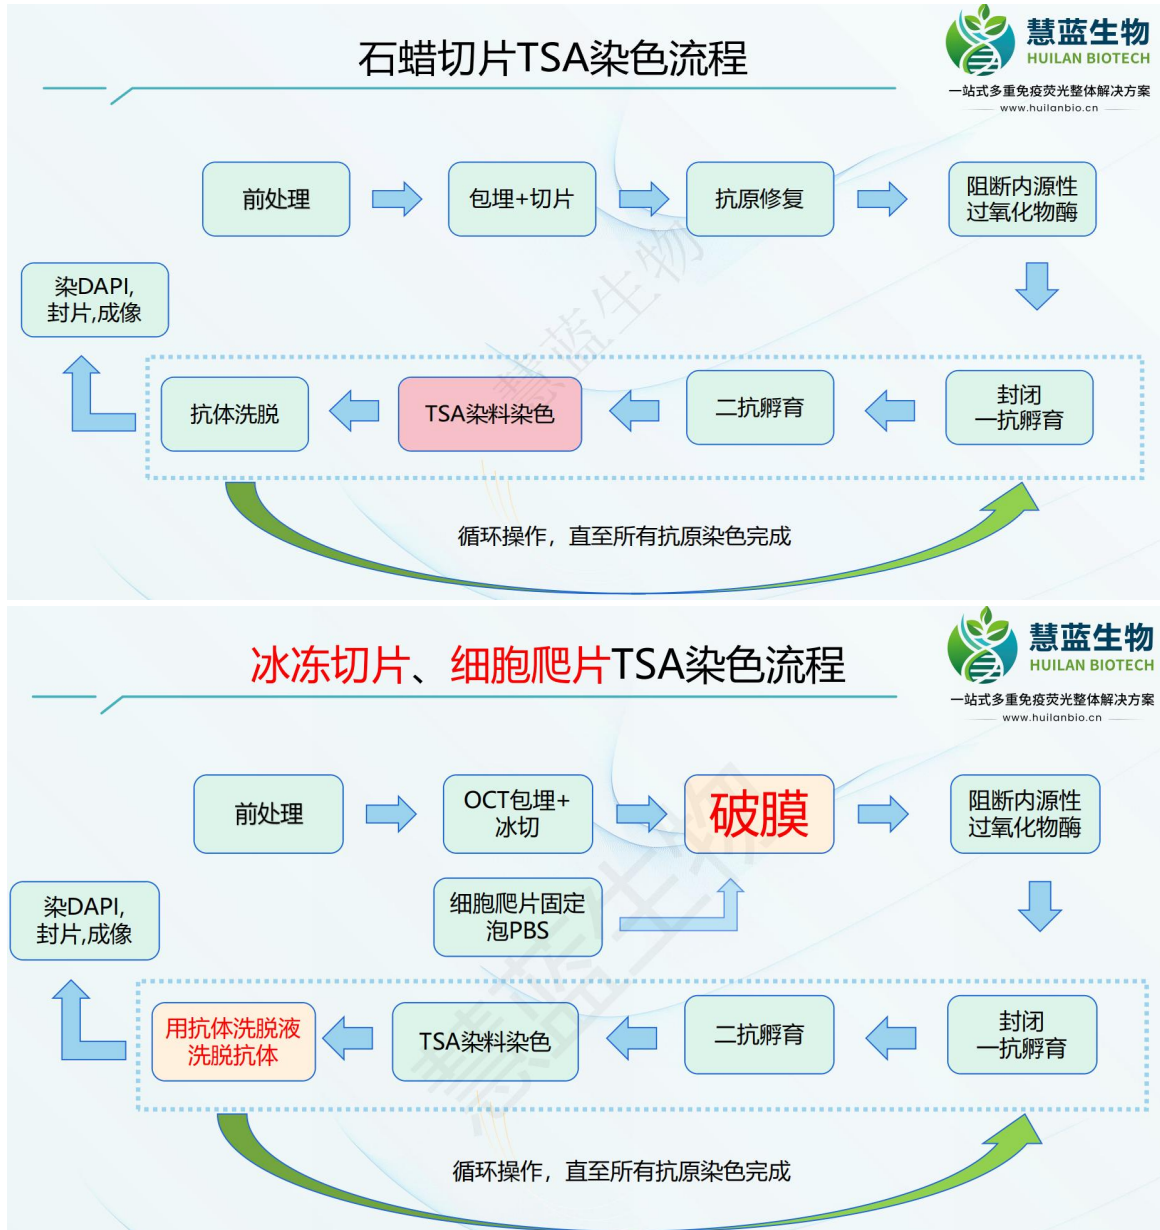 石蜡切片TSA染色流程
慧蓝生物
HUILAN BIOTECH
一站式多重免疫荧光整体解决方案
www.huilanbio.cn
前处理
包埋+切片
抗原修复
阻断内源性
过氧化物酶
染DAPI,
封片,成像
抗体洗脱
TSA染料染色
二抗孵育
封闭
一抗孵育
循环操作，直至所有抗原染色完成
慧蓝生物
冰冻切片、细胞爬片TSA染色流程
慧蓝生物
HUILAN BIOTECH
一站式多重免疫荧光整体解决方案
www.huilanbio.cn
前处理
OCT包埋+
冰切
破膜
阻断内源性
过氧化物酶
细胞爬片固定
泡PBS
染DAPI,
封片,成像
用抗体洗脱液
洗脱抗体
TSA染料染色
二抗孵育
封闭
一抗孵育
循环操作，直至所有抗原染色完成
慧蓝生物